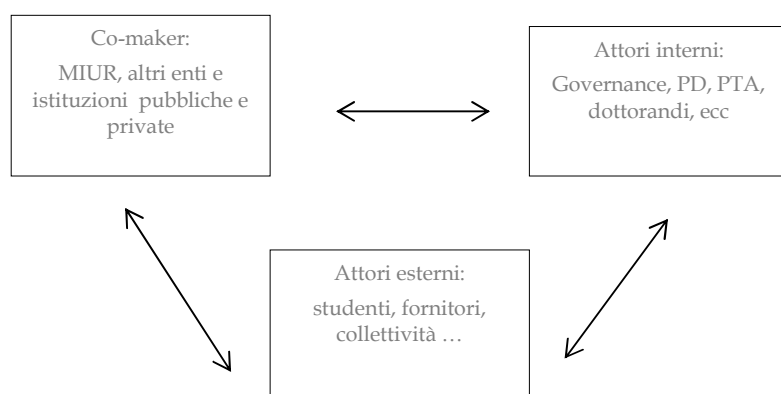 Co-maker:
MIUR, altri enti e
istituzioni pubbliche e
private
Attori interni:
Governance, PD, PTA,
dottorandi, ecc
Attori esterni:
studenti, fornitori,
collettività …